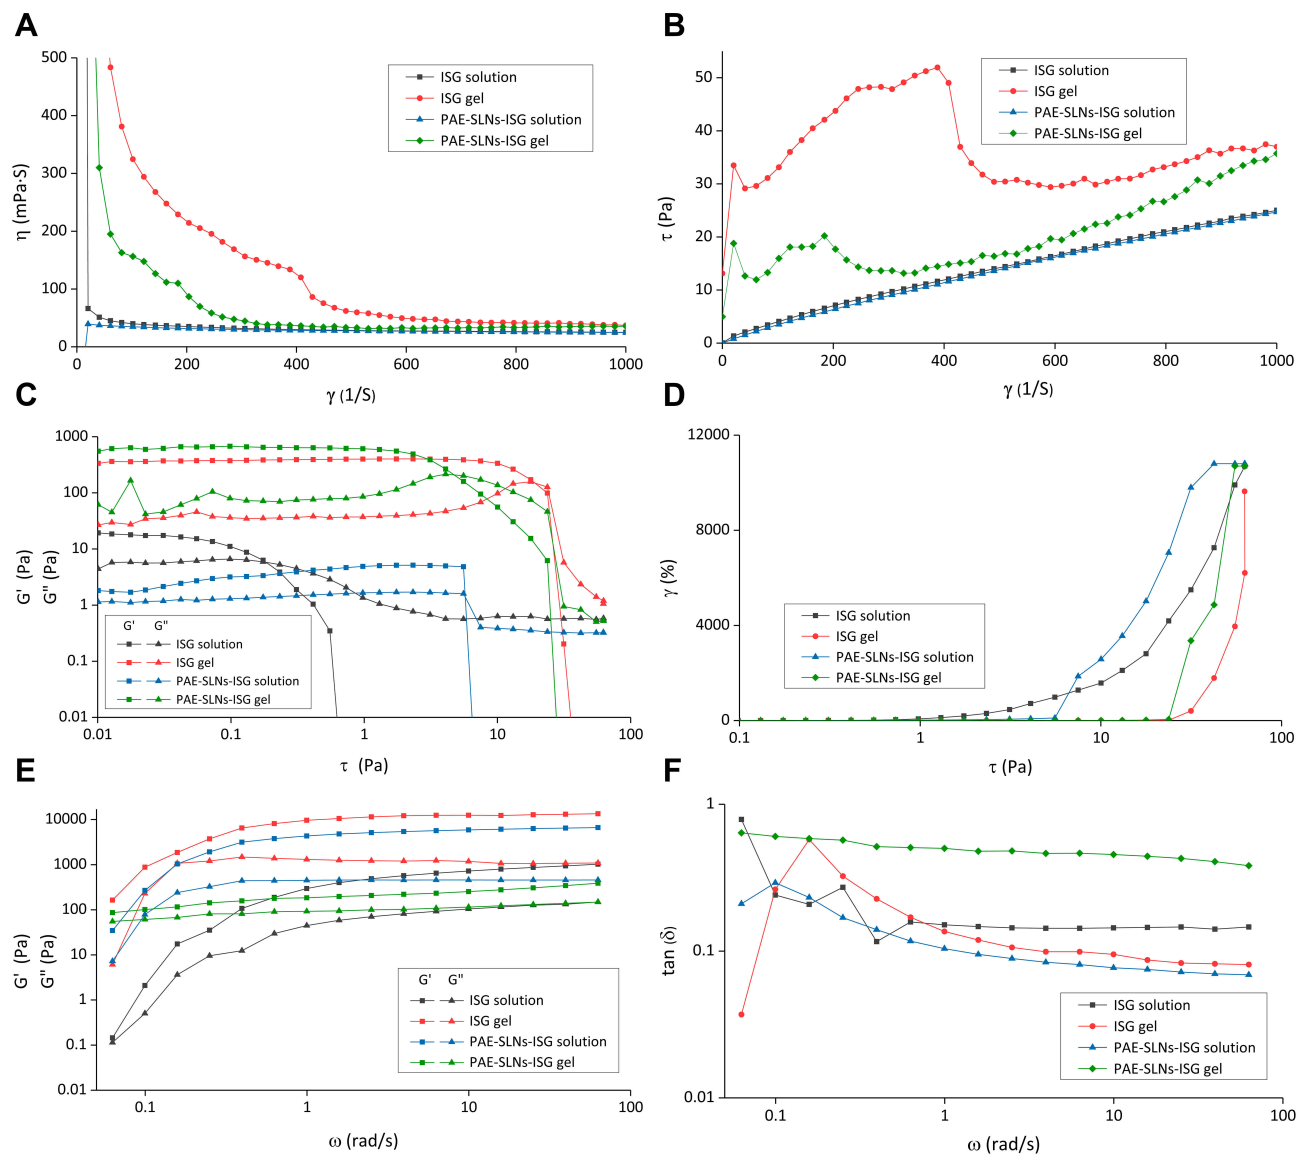 A
500
400
300
200
100
0
η (mPa·S)
0
200
400
600
800
1000
γ (1/S)
ISG solution
ISG gel
PAE-SLNs-ISG solution
PAE-SLNs-ISG gel
B
50
40
30
20
10
0
τ (Pa)
0
200
400
600
800
1000
γ (1/S)
ISG solution
ISG gel
PAE-SLNs-ISG solution
PAE-SLNs-ISG gel
C
1000
100
10
1
0.1
0.01
G' (Pa)
G" (Pa)
0.01
0.1
1
10
100
τ (Pa)
G' G"
ISG solution
ISG gel
PAE-SLNs-ISG solution
PAE-SLNs-ISG gel
D
12000
8000
4000
0
γ (%)
0.1
1
10
100
τ (Pa)
ISG solution
ISG gel
PAE-SLNs-ISG solution
PAE-SLNs-ISG gel
E
10000
1000
100
10
1
0.1
0.01
G' (Pa)
G" (Pa)
0.1
1
10
100
ω (rad/s)
G' G"
ISG solution
ISG gel
PAE-SLNs-ISG solution
PAE-SLNs-ISG gel
F
1
0.1
0.01
tan (δ)
0.1
1
10
100
ω (rad/s)
ISG solution
ISG gel
PAE-SLNs-ISG solution
PAE-SLNs-ISG gel